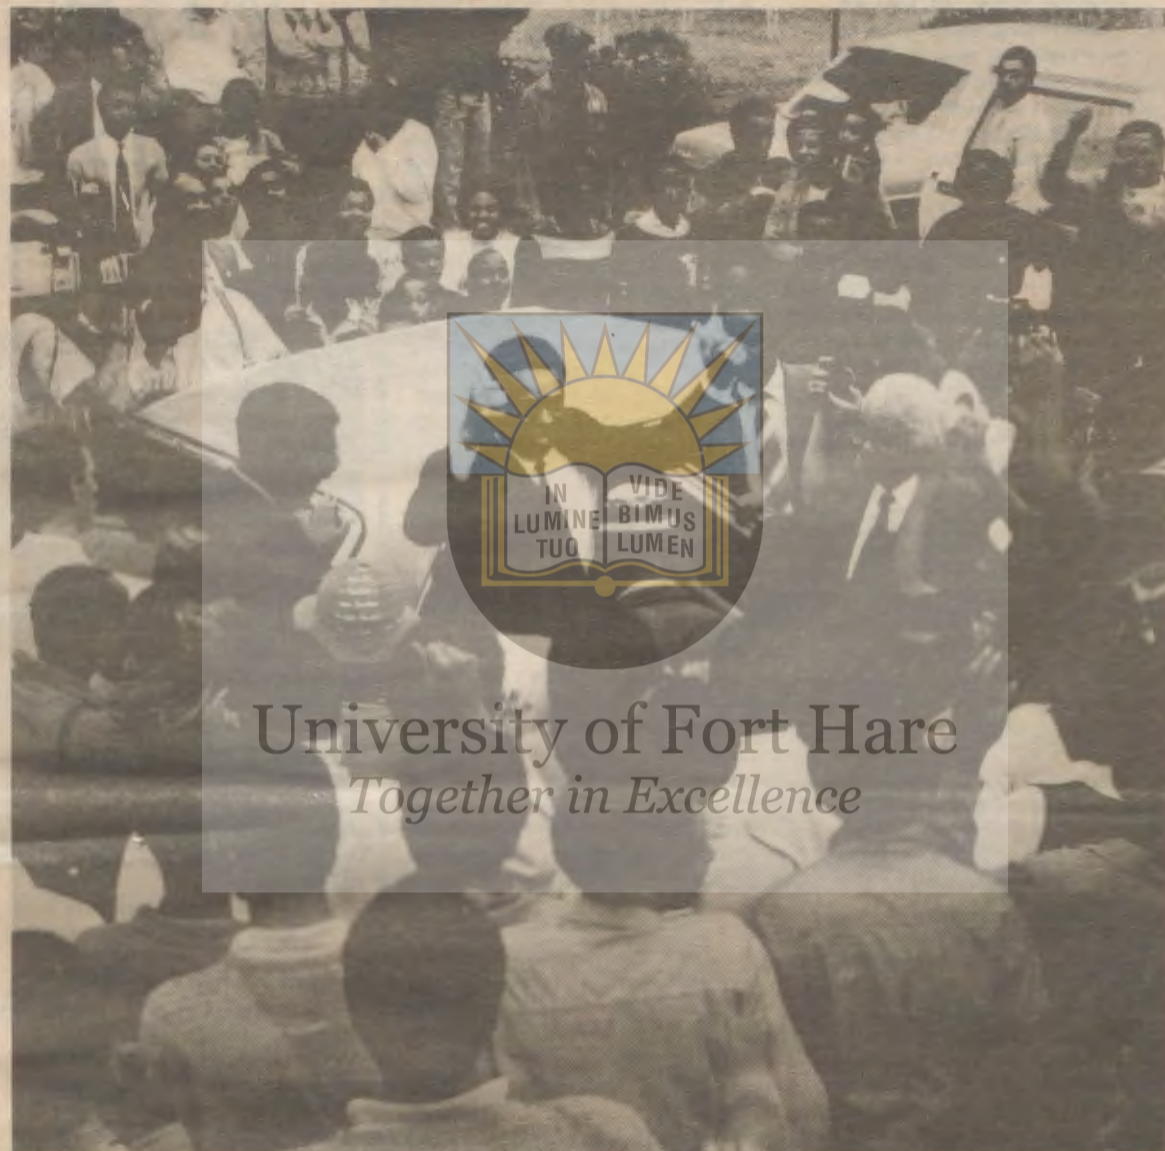 IN
LUMINE
TUO
VIDE
BIMUS
LUMEN
University of Fort Hare
Together in Excellence